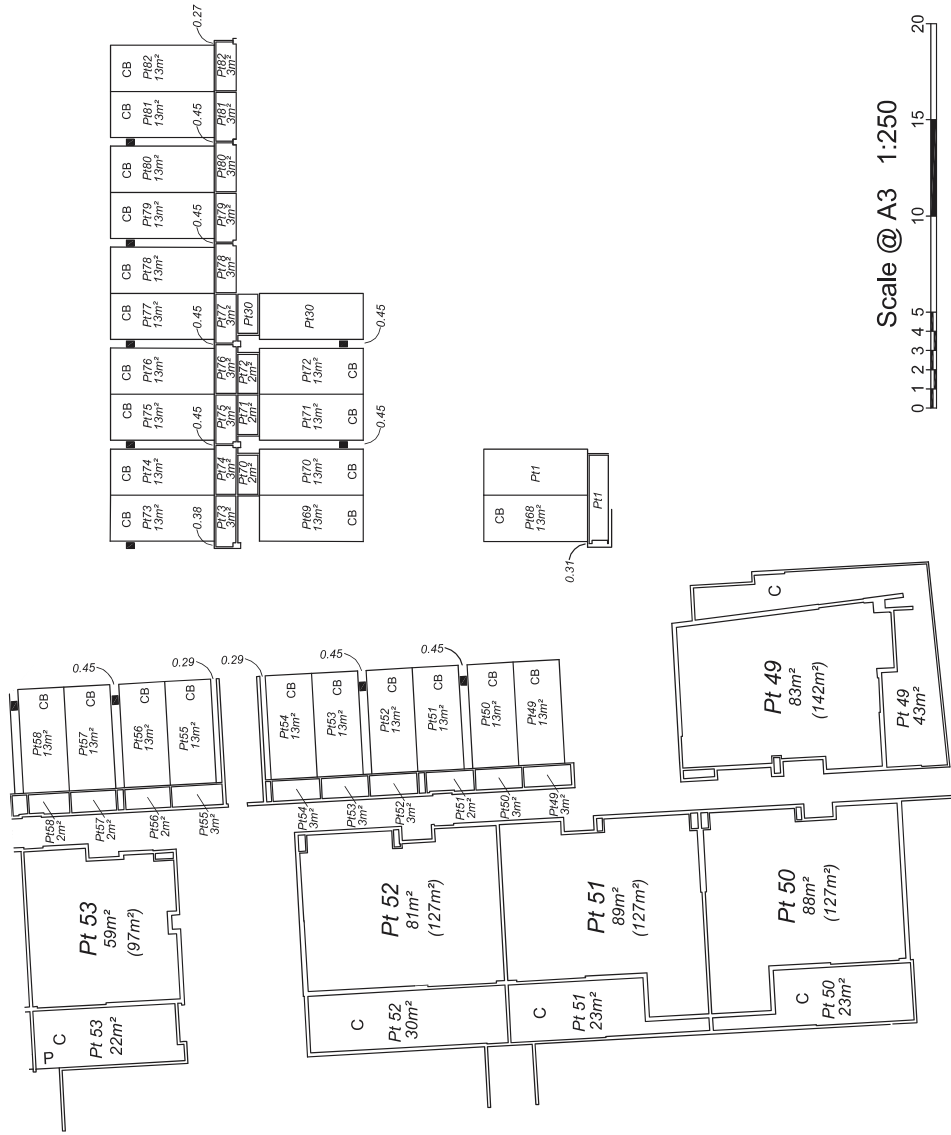 0.27
CB
Pt82
13m²
Pt82
3m²
CB
Pt81
13m²
Pt81
3m²
0.45
CB
Pt80
13m²
Pt80
3m²
CB
Pt79
13m²
Pt79
3m²
0.45
CB
Pt78
13m²
Pt78
3m²
CB
Pt77
13m²
Pt77
3m²
0.45
Pt30
Pt30
0.45
CB
Pt76
13m²
Pt76
3m²
Pt72
2m²
Pt72
13m²
CB
CB
Pt75
13m²
Pt75
3m²
0.45
Pt71
2m²
Pt71
13m²
CB
0.45
CB
Pt74
13m²
Pt74
3m²
Pt70
2m²
Pt70
13m²
CB
CB
Pt73
13m²
Pt73
3m²
0.38
Pt69
13m²
CB
Pt1
Pt1
CB
Pt68
13m²
0.31
Scale @ A3 1:250
0 1 2 3 4 5 10 15 20
CB
Pt58
13m²
Pt58
2m²
CB
Pt57
13m²
Pt57
2m²
0.45
CB
Pt56
13m²
Pt56
2m²
CB
Pt55
13m²
Pt55
3m²
0.29
0.29
CB
Pt54
13m²
Pt54
3m²
CB
Pt53
13m²
Pt53
3m²
0.45
CB
Pt52
13m²
Pt52
3m²
CB
Pt51
13m²
Pt51
2m²
0.45
CB
Pt50
13m²
Pt50
3m²
CB
Pt49
13m²
Pt49
3m²
Pt 53
59m²
(97m²)
P
C
Pt 53
22m²
Pt 52
81m²
(127m²)
C
Pt 52
30m²
Pt 51
89m²
(127m²)
C
Pt 51
23m²
Pt 50
88m²
(127m²)
C
Pt 50
23m²
C
Pt 49
83m²
(142m²)
Pt 49
43m²